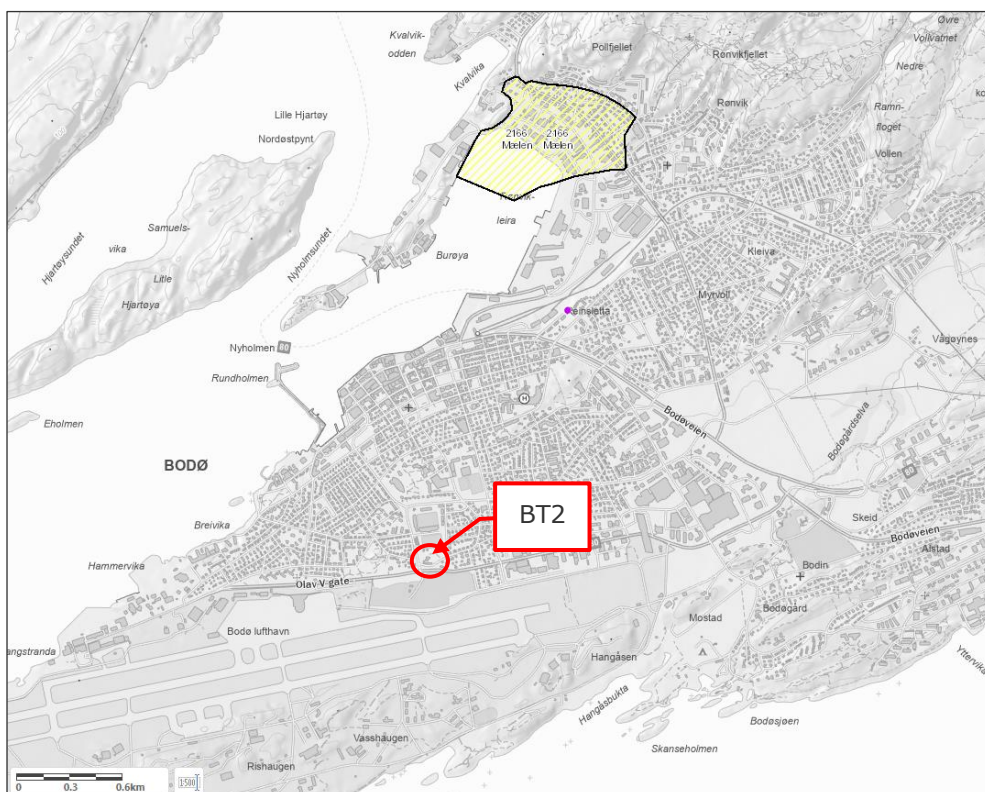 Kvalvik-
odden
Kvalvika
Pollfjellet
Rønvikfjellet
Øvre
Vollvatnet
Nedre
Rønvik
Ramn-
floget
Vollen
Lille Hjartøy
Nordøstpynt
2166
Mælen
2166
Mælen
leira
Samuels-
vika
Hjartøysundet
Nyholmsundet
Litle
Hjartøya
Burøya
Kleiva
Myrvoll
Nyholmen
80
Rundholmen
Vågøynes
Eholmen
H
Bodøveien
Bodøgårdselva
BODØ
BT2
Breivika
Skeid
Bodøveien
Alstad
Hammervika
Olav V gate
Bodin
Bodøgård
Mostad
Bodø lufthavn
angstranda
Hangåsen
Yttervika
Hangåsbukta
Bodøsjøen
Vasshaugen
Skanseholmen
Rishaugen
0 0.3 0.6km